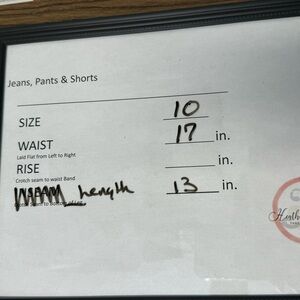 Jeans, Pants & Shorts
SIZE 10
WAIST 17 in.
Laid Flat from Left to Right
RISE in.
Crotch seam to waist Band
INSEAM Length 13 in.